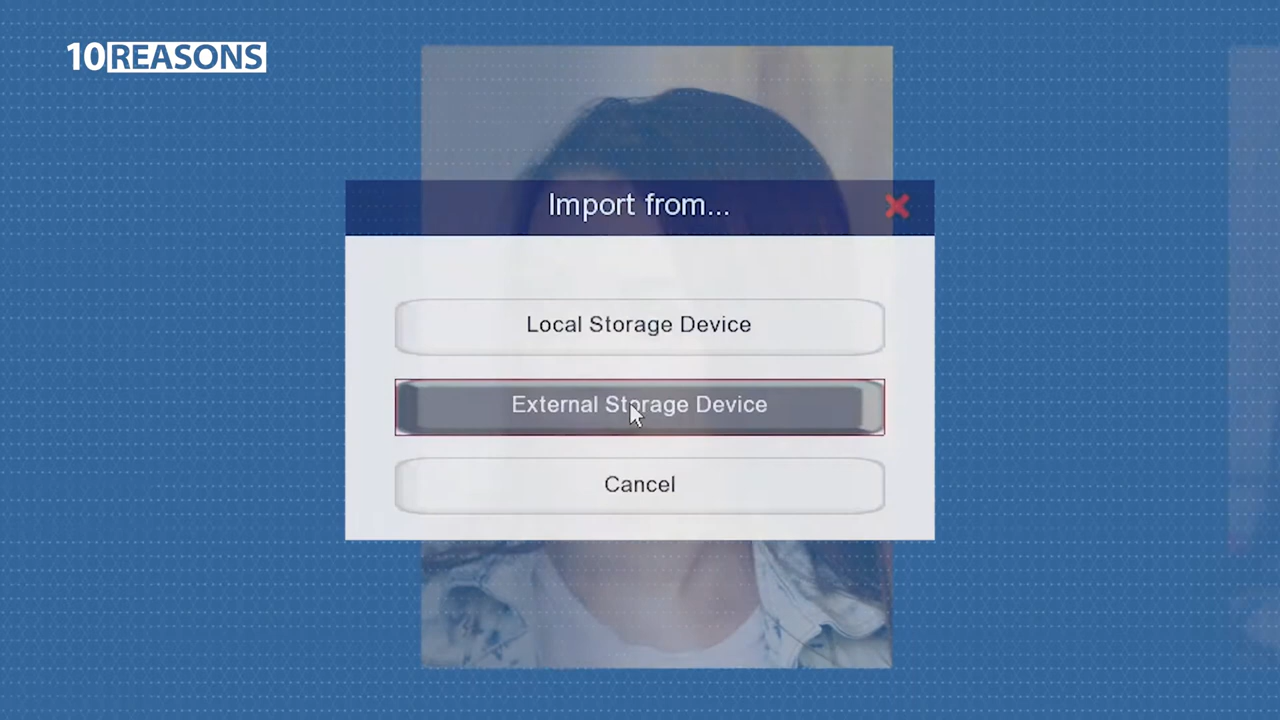 10REASONS
Import from...
Local Storage Device
External Storage Device
Cancel